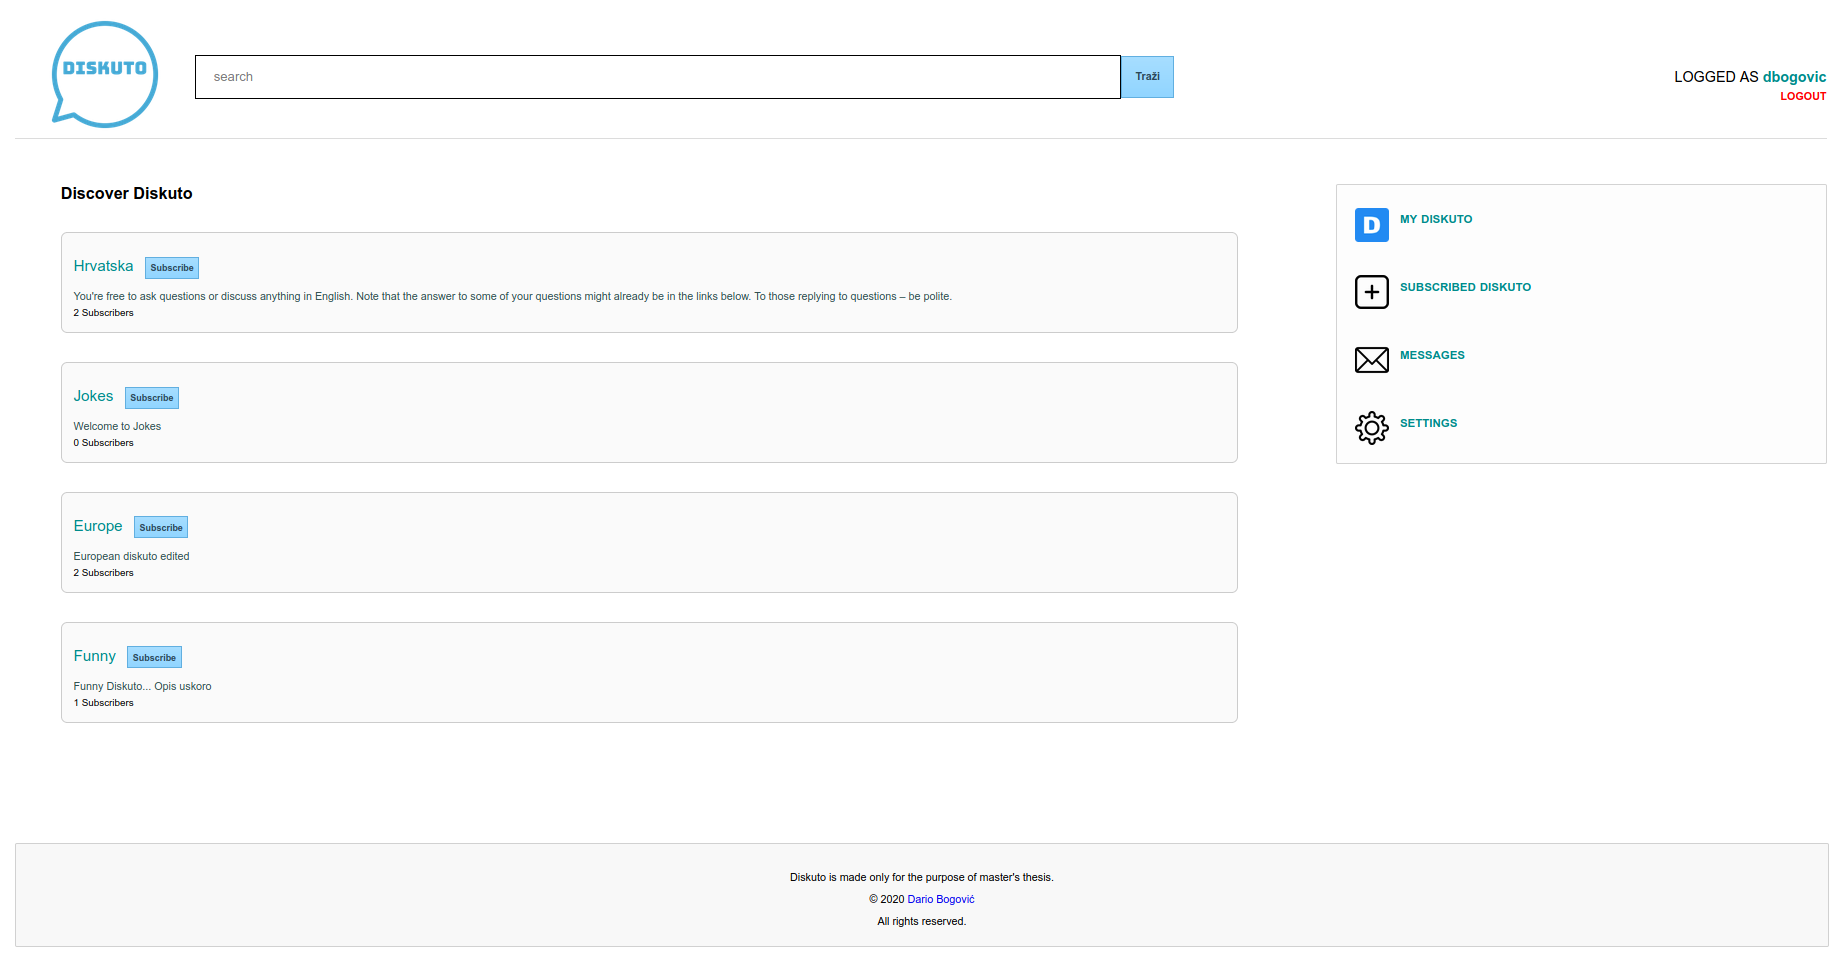 DISKUTO
search
Traži
LOGGED AS dbogovic
LOGOUT
Discover Diskuto
Hrvatska Subscribe
You're free to ask questions or discuss anything in English. Note that the answer to some of your questions might already be in the links below. To those replying to questions – be polite.
2 Subscribers
Jokes Subscribe
Welcome to Jokes
0 Subscribers
Europe Subscribe
European diskuto edited
2 Subscribers
Funny Subscribe
Funny Diskuto... Opis uskoro
1 Subscribers
D MY DISKUTO
SUBSCRIBED DISKUTO
MESSAGES
SETTINGS
Diskuto is made only for the purpose of master's thesis.
© 2020 Dario Bogović
All rights reserved.